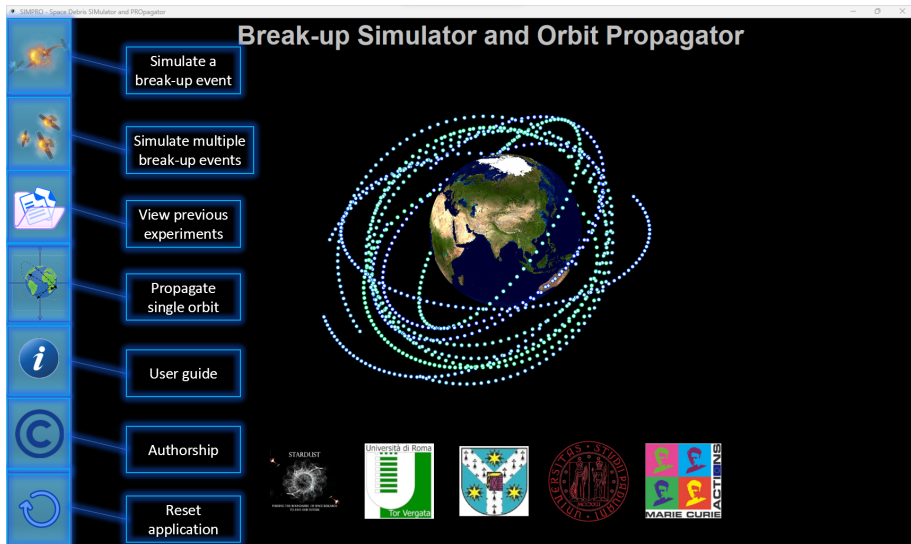 SIMPRO - Space Debris SIMulator and PROpagator
Break-up Simulator and Orbit Propagator
Simulate a
break-up event
Simulate multiple
break-up events
View previous
experiments
Propagate
single orbit
i
User guide
©
Authorship
Reset
application
STARDUST
Università di Roma
Tor Vergata
MARIE CURIE
ACTIONS